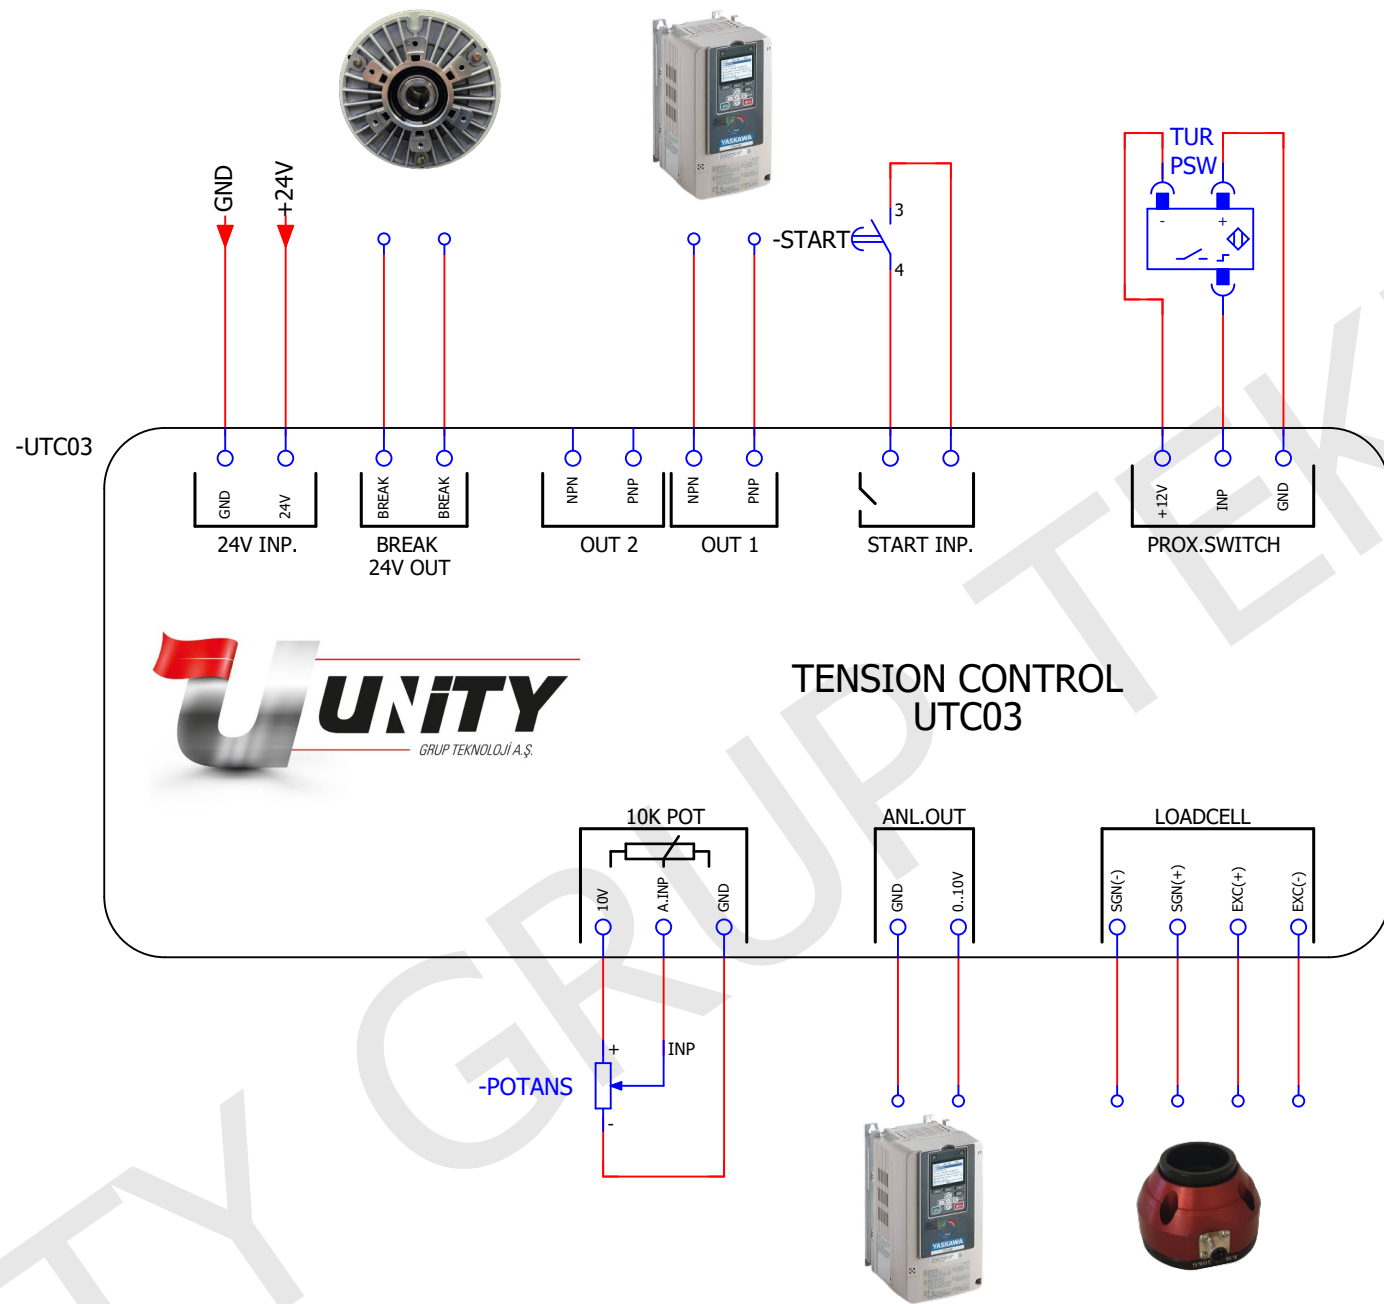 GND
+24V
YASKAWA
-START
3
4
TUR
PSW
-
+
-UTC03
GND
24V
24V INP.
BREAK
BREAK
BREAK
24V OUT
NPN
PNP
OUT 2
NPN
PNP
OUT 1
START INP.
+12V
INP
GND
PROX.SWITCH
UNiTY
GRUP TEKNOLOJİ A.Ş.
TENSION CONTROL
UTC03
10K POT
10V
A.INP
GND
ANL.OUT
GND
0..10V
LOADCELL
SGN(-)
SGN(+)
EXC(+)
EXC(-)
+
INP
-POTANS
-
YASKAWA
TY GRUP TEK